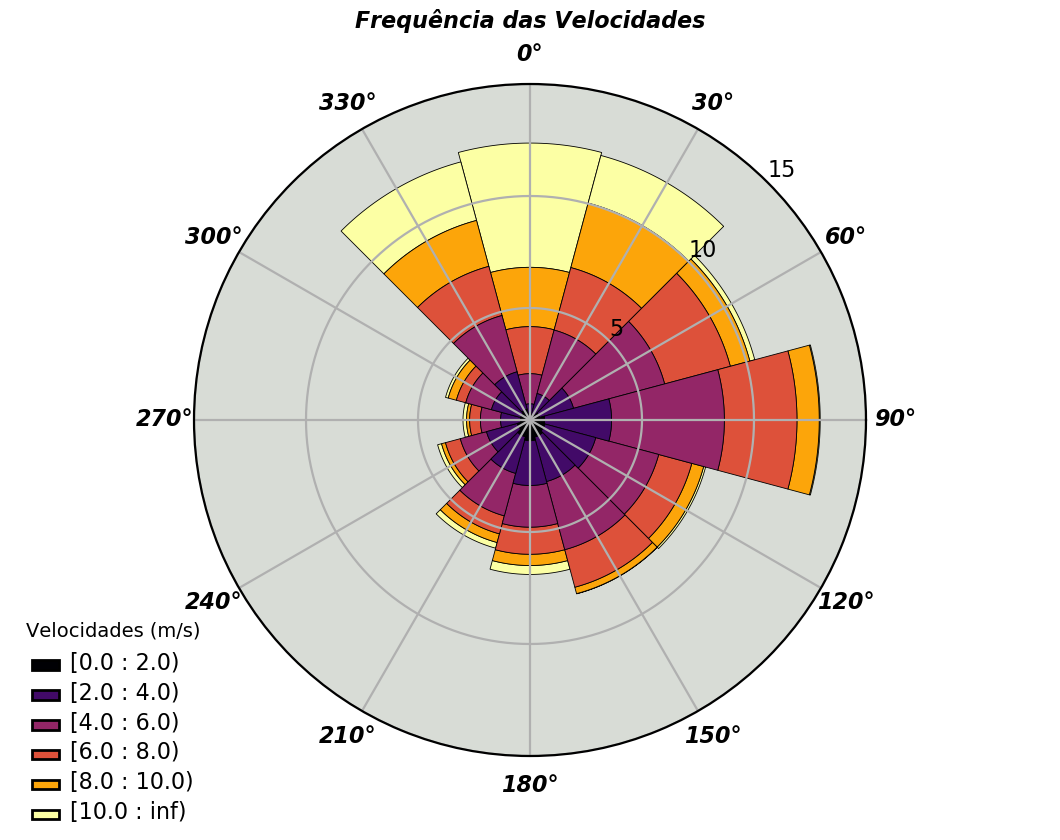 Frequência das Velocidades
0°
330°
30°
15
300°
60°
10
5
270°
90°
240°
120°
210°
150°
180°
Velocidades (m/s)
[0.0 : 2.0)
[2.0 : 4.0)
[4.0 : 6.0)
[6.0 : 8.0)
[8.0 : 10.0)
[10.0 : inf)